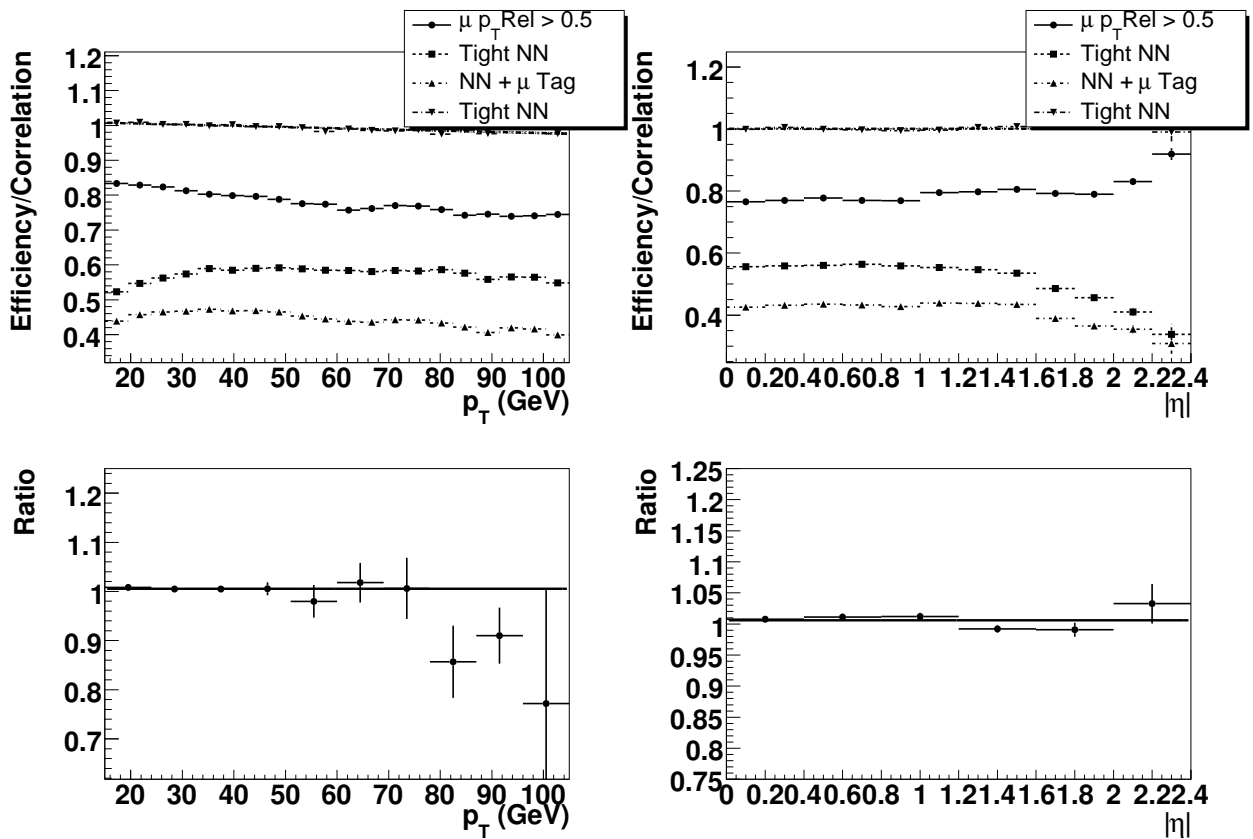 μ pTRel > 0.5
Tight NN
NN + μ Tag
Tight NN
Efficiency/Correlation
1.2
1.1
1
0.9
0.8
0.7
0.6
0.5
0.4
20 30 40 50 60 70 80 90 100
pT (GeV)
μ pTRel > 0.5
Tight NN
NN + μ Tag
Tight NN
Efficiency/Correlation
1.2
1
0.8
0.6
0.4
0 0.2 0.4 0.6 0.8 1 1.2 1.4 1.6 1.8 2 2.2 2.4
|η|
Ratio
1.2
1.1
1
0.9
0.8
0.7
20 30 40 50 60 70 80 90 100
pT (GeV)
Ratio
1.25
1.2
1.15
1.1
1.05
1
0.95
0.9
0.85
0.8
0.75
0 0.2 0.4 0.6 0.8 1 1.2 1.4 1.6 1.8 2 2.2 2.4
|η|